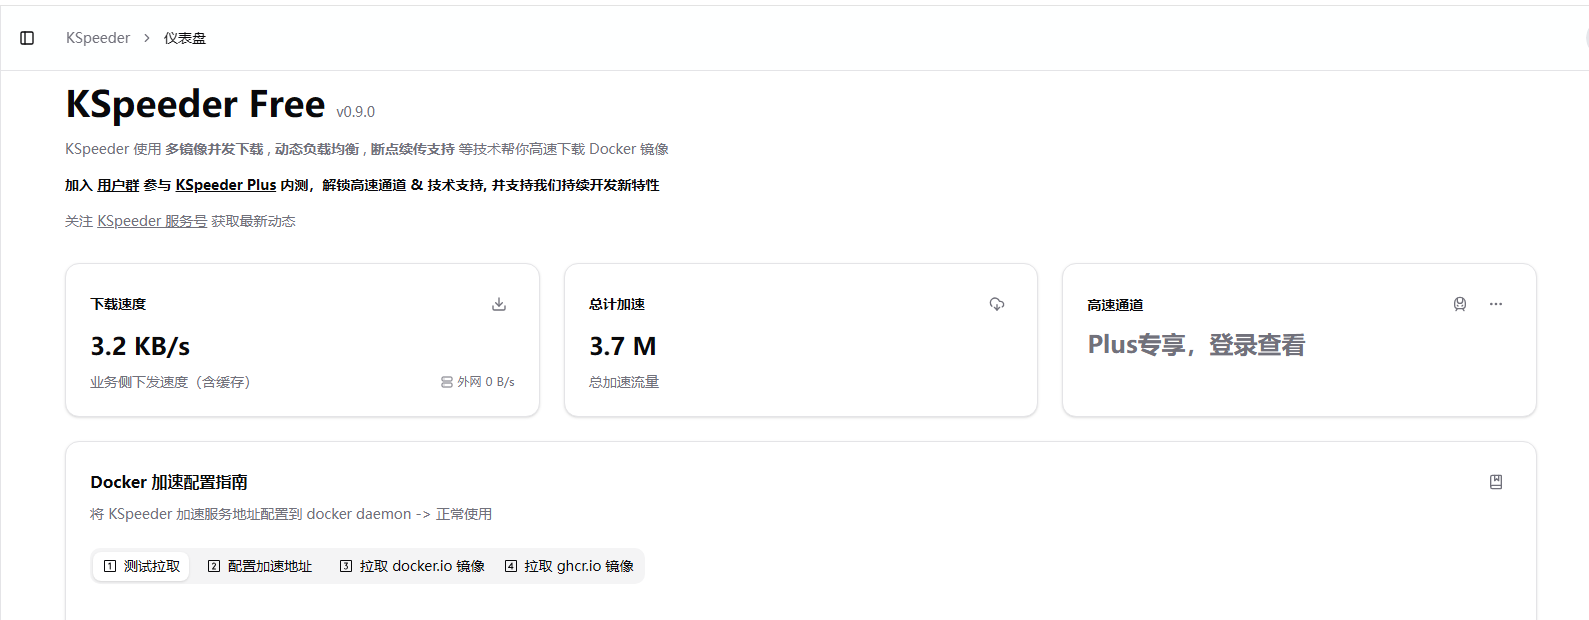 KSpeeder > 仪表盘
KSpeeder Free v0.9.0
KSpeeder 使用 多镜像并发下载 , 动态负载均衡 , 断点续传支持 等技术帮你高速下载 Docker 镜像
加入 用户群 参与 KSpeeder Plus 内测，解锁高速通道 & 技术支持, 并支持我们持续开发新特性
关注 KSpeeder 服务号 获取最新动态
下载速度
3.2 KB/s
业务侧下发速度（含缓存） 外网 0 B/s
总计加速
3.7 M
总加速流量
高速通道
Plus专享，登录查看
Docker 加速配置指南
将 KSpeeder 加速服务地址配置到 docker daemon -> 正常使用
1 测试拉取 2 配置加速地址 3 拉取 docker.io 镜像 4 拉取 ghcr.io 镜像